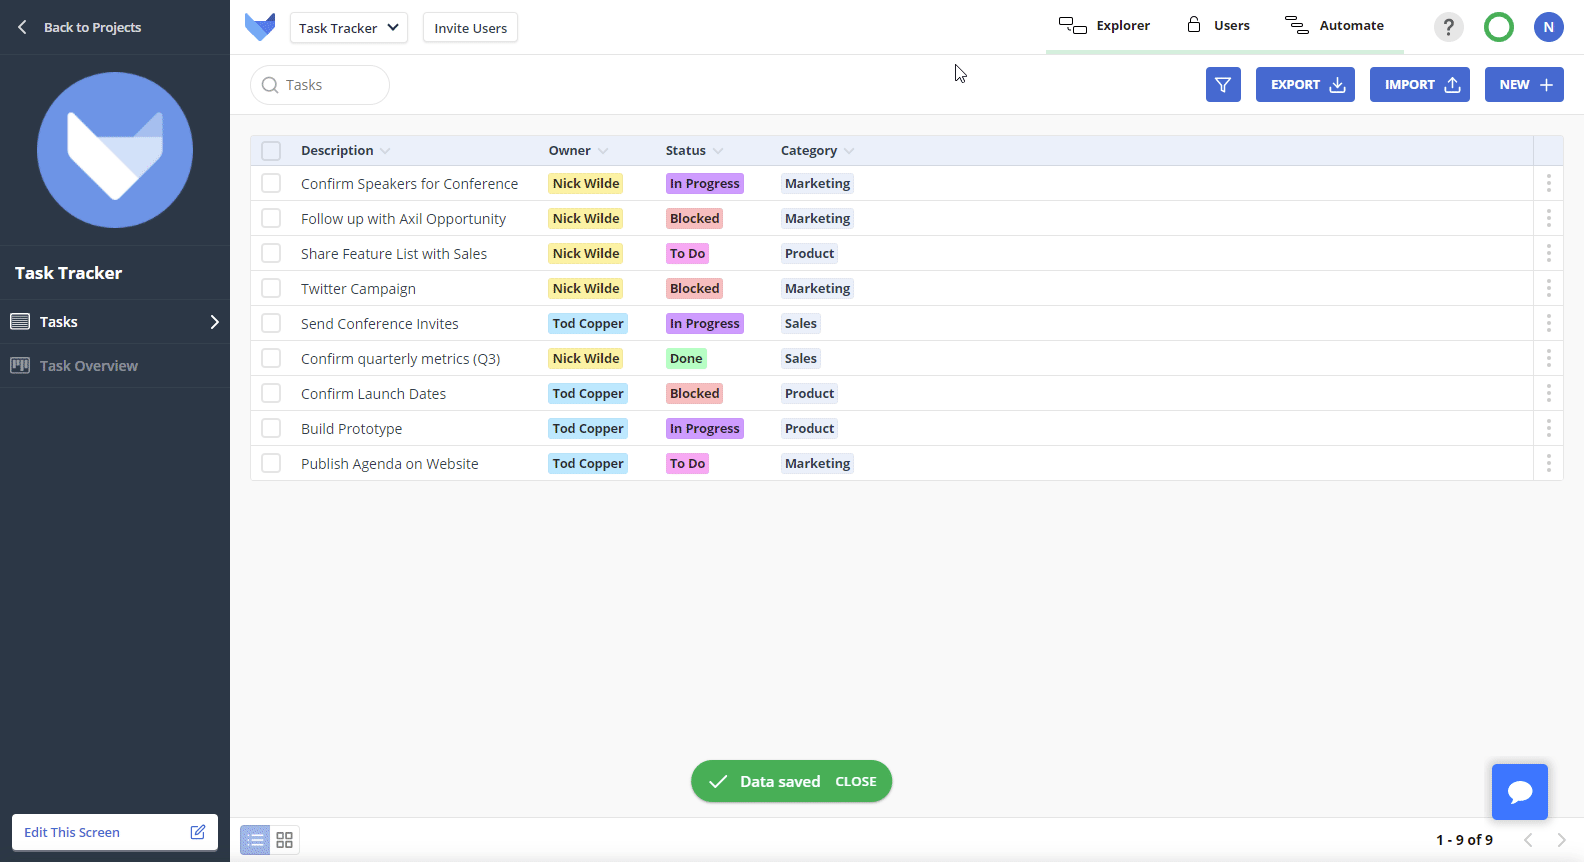 Back to Projects
Task Tracker
Invite Users
Explorer
Users
Automate
?
N
Tasks
EXPORT
IMPORT
NEW
Task Tracker
Tasks
Task Overview
Edit This Screen
Description Owner Status Category
Confirm Speakers for Conference Nick Wilde In Progress Marketing
Follow up with Axil Opportunity Nick Wilde Blocked Marketing
Share Feature List with Sales Nick Wilde To Do Product
Twitter Campaign Nick Wilde Blocked Marketing
Send Conference Invites Tod Copper In Progress Sales
Confirm quarterly metrics (Q3) Nick Wilde Done Sales
Confirm Launch Dates Tod Copper Blocked Product
Build Prototype Tod Copper In Progress Product
Publish Agenda on Website Tod Copper To Do Marketing
Data saved CLOSE
1 - 9 of 9